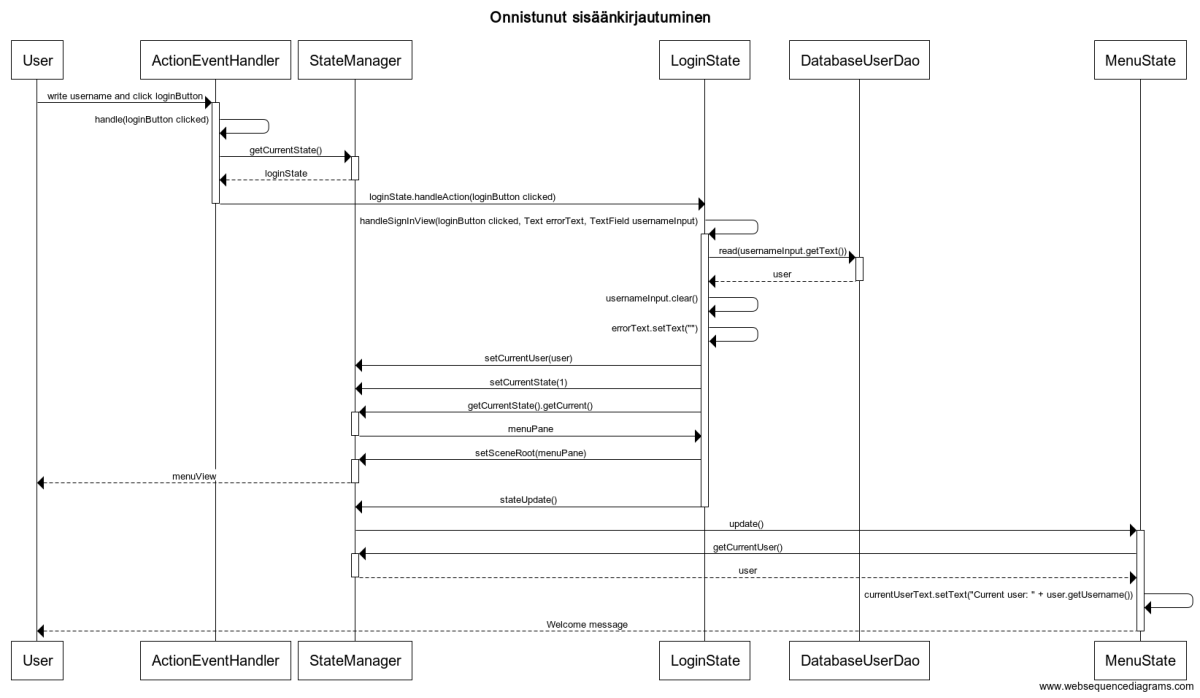 Onnistunut sisäänkirjautuminen
User
ActionEventHandler
StateManager
LoginState
DatabaseUserDao
MenuState
write username and click loginButton
handle(loginButton clicked)
getCurrentState()
loginState
loginState.handleAction(loginButton clicked)
handleSignInView(loginButton clicked, Text errorText, TextField usernameInput)
read(usernameInput.getText())
user
usernameInput.clear()
errorText.setText("")
setCurrentUser(user)
setCurrentState(1)
getCurrentState().getCurrent()
menuPane
setSceneRoot(menuPane)
menuView
stateUpdate()
update()
getCurrentUser()
user
currentUserText.setText("Current user: " + user.getUsername())
Welcome message
User
ActionEventHandler
StateManager
LoginState
DatabaseUserDao
MenuState
www.websequencediagrams.com